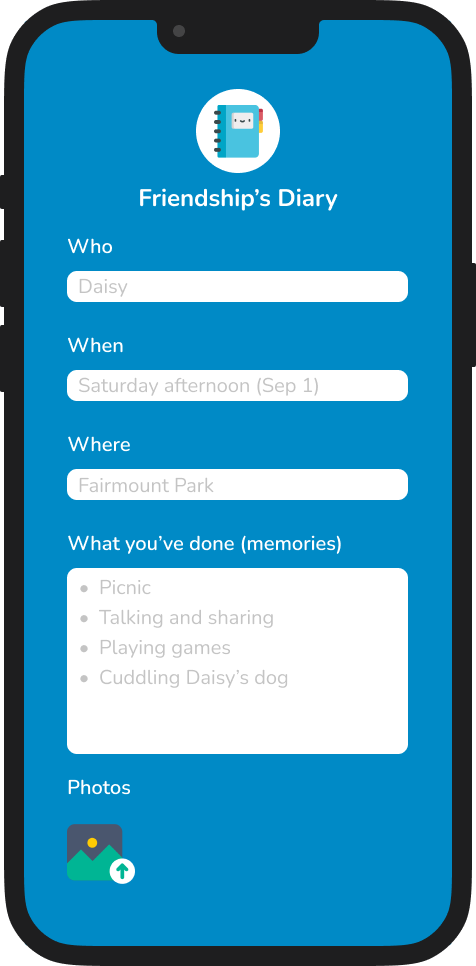 Friendship’s Diary
Who
Daisy
When
Saturday afternoon (Sep 1)
Where
Fairmount Park
What you’ve done (memories)
• Picnic
• Talking and sharing
• Playing games
• Cuddling Daisy’s dog
Photos